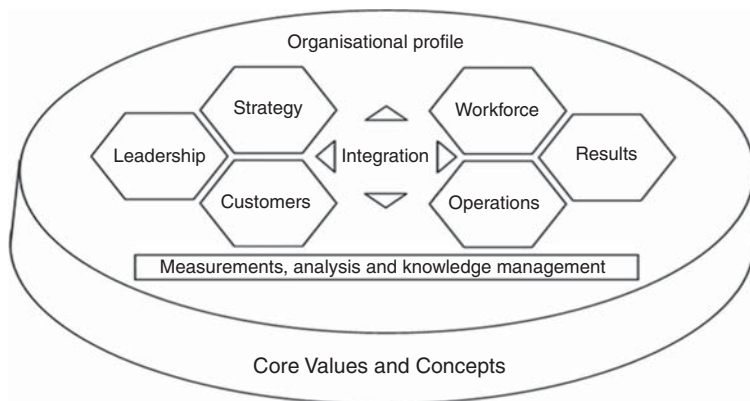 Organisational profile
Strategy
Workforce
Leadership
Integration
Results
Customers
Operations
Measurements, analysis and knowledge management
Core Values and Concepts